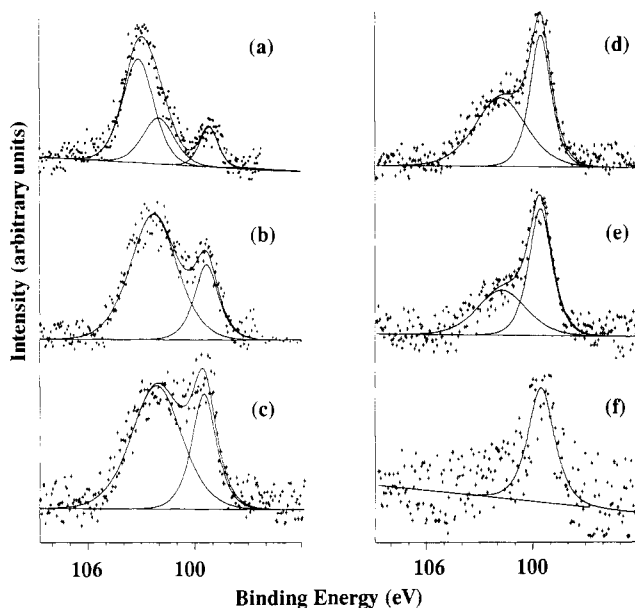 (a)
(d)
(b)
(e)
(c)
(f)
Intensity (arbitrary units)
106 100 106 100
Binding Energy (eV)